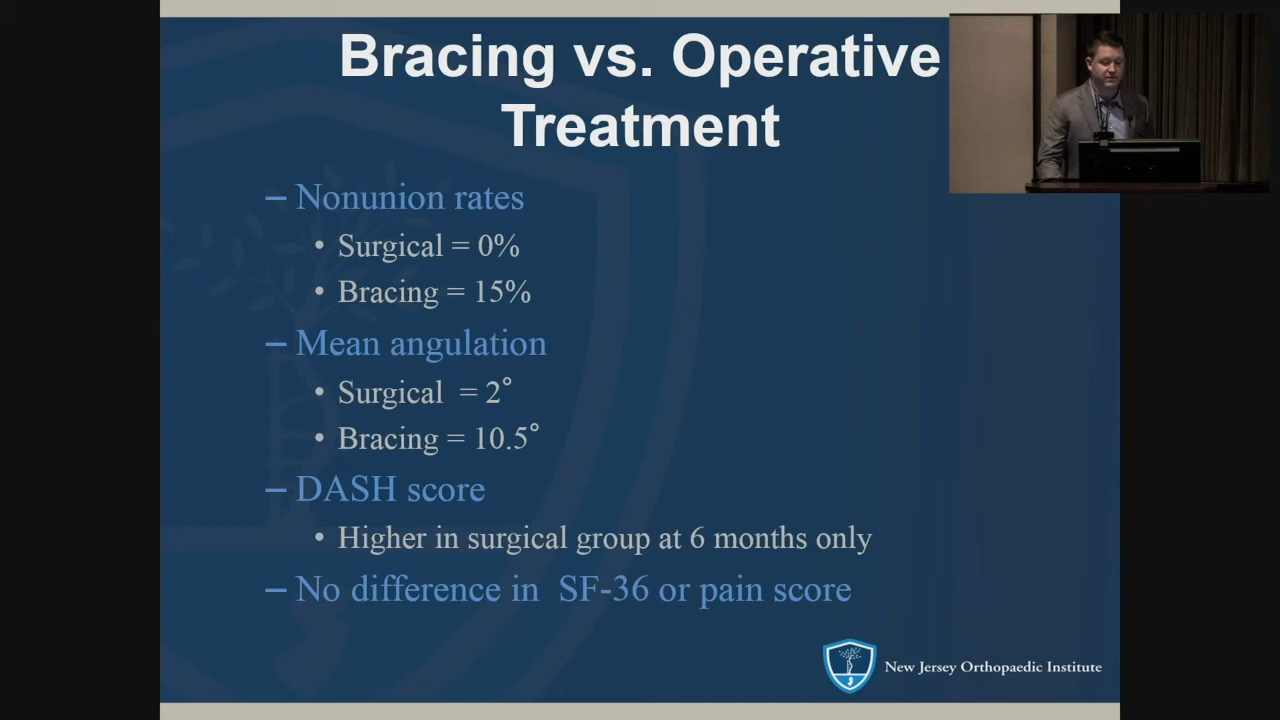 Bracing vs. Operative
Treatment
– Nonunion rates
• Surgical = 0%
• Bracing = 15%
– Mean angulation
• Surgical  = 2°
• Bracing = 10.5°
– DASH score
• Higher in surgical group at 6 months only
– No difference in  SF-36 or pain score
New Jersey Orthopaedic Institute